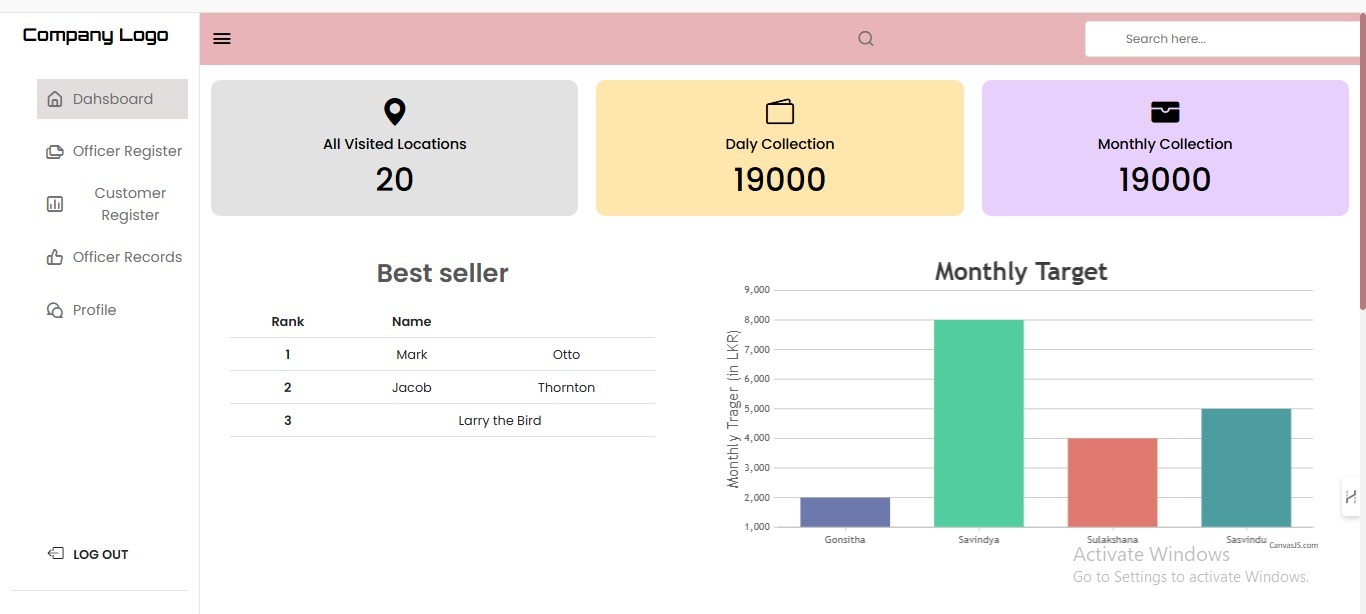 Company Logo
Search here...
Dahsboard
Officer Register
Customer
Register
Officer Records
Profile
LOG OUT
All Visited Locations
20
Daly Collection
19000
Monthly Collection
19000
Best seller
Rank Name
1 Mark Otto
2 Jacob Thornton
3 Larry the Bird
Monthly Target
Monthly Trager (in LKR)
9,000
8,000
7,000
6,000
5,000
4,000
3,000
2,000
1,000
Gonsitha Savindya Sulakshana Sasvindu
CanvasJS.com
Activate Windows
Go to Settings to activate Windows.